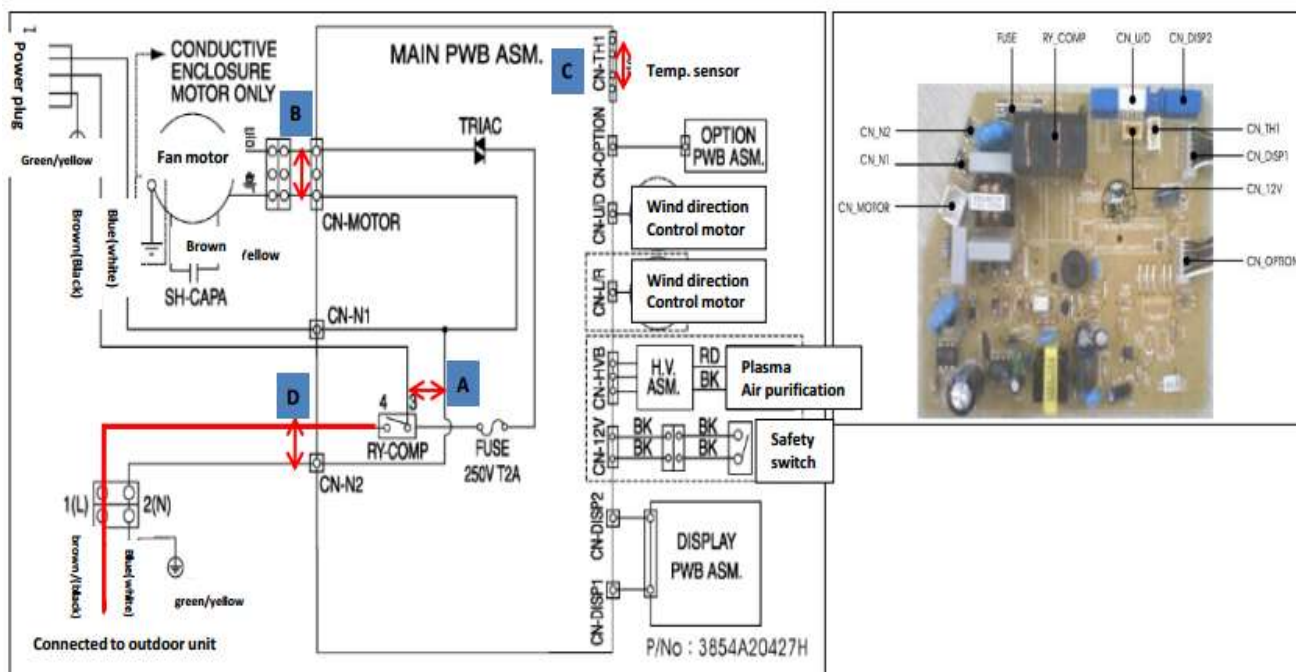 Power plug
CONDUCTIVE
ENCLOSURE
MOTOR ONLY
MAIN PWB ASM.
C
CN-TH1
Temp. sensor
B
TRIAC
Green/yellow
Fan motor
CN-OPTION
OPTION
PWB ASM.
CN-MOTOR
CN-U/D
Wind direction
Control motor
Brown(Black)
Blue(white)
Brown
SH-CAPA
CN-L/R
Wind direction
Control motor
CN-N1
A
CN-HVB
H.V.
ASM.
RD
BK
Plasma
Air purification
D
4
3
RY-COMP
FUSE
250V T2A
CN-12V
BK
BK
BK
BK
Safety
switch
CN-N2
1(L)
2(N)
CN-DISP2
DISPLAY
PWB ASM.
CN-DISP1
brown/(black)
Blue(white)
green/yellow
Connected to outdoor unit
P/No : 3854A20427H
FUSE
RY_COMP
CN_U/D
CN_DISP2
CN_N2
CN_N1
CN_MOTOR
CN_TH1
CN_DISP1
CN_12V
CN_OPTION